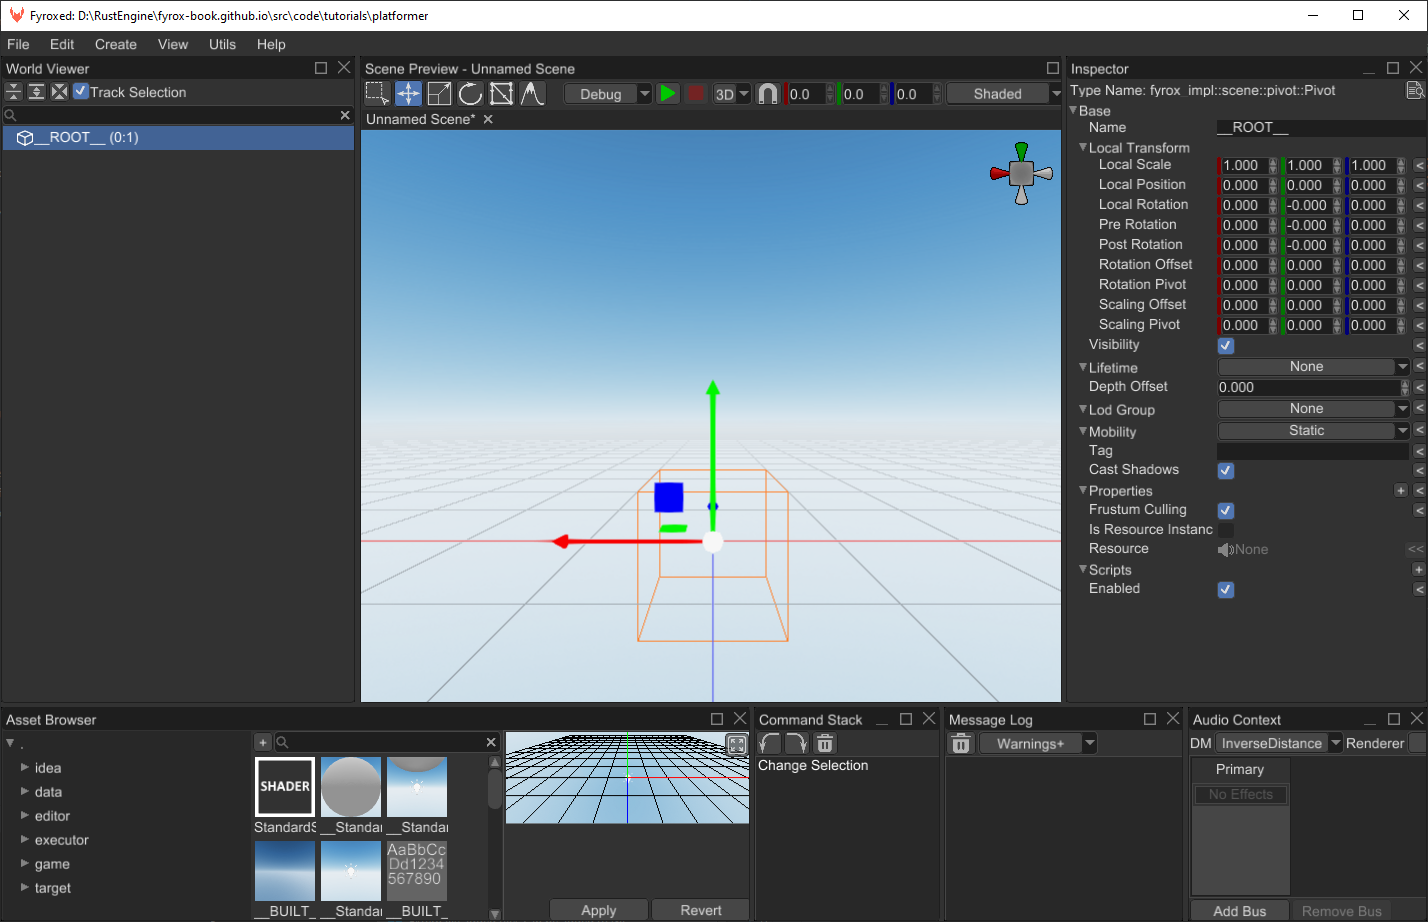 Fyroxed: D:\RustEngine\fyrox-book.github.io\src\code\tutorials\platformer
File Edit Create View Utils Help
World Viewer
Track Selection
__ROOT__ (0:1)
Scene Preview - Unnamed Scene
Debug 3D 0.0 0.0 0.0 Shaded
Unnamed Scene*
Inspector
Type Name: fyrox_impl::scene::pivot::Pivot
Base
Name __ROOT__
Local Transform
Local Scale 1.000 1.000 1.000 <
Local Position 0.000 0.000 0.000 <
Local Rotation 0.000 -0.000 0.000 <
Pre Rotation 0.000 -0.000 0.000 <
Post Rotation 0.000 -0.000 0.000 <
Rotation Offset 0.000 0.000 0.000 <
Rotation Pivot 0.000 0.000 0.000 <
Scaling Offset 0.000 0.000 0.000 <
Scaling Pivot 0.000 0.000 0.000 <
Visibility <
Lifetime None <
Depth Offset 0.000 <
Lod Group None <
Mobility Static <
Tag <
Cast Shadows <
Properties + <
Frustum Culling <
Is Resource Instanc
Resource None <<
Scripts +
Enabled <
Asset Browser
.
idea
data
editor
executor
game
target
+
SHADER
StandardS __Standar __Standar
AaBbCc
Dd1234
567890
__BUILT_ __Standar __BUILT_
Apply Revert
Command Stack
Change Selection
Message Log
Warnings+
Audio Context
DM InverseDistance Renderer
Primary
No Effects
Add Bus Remove Bus